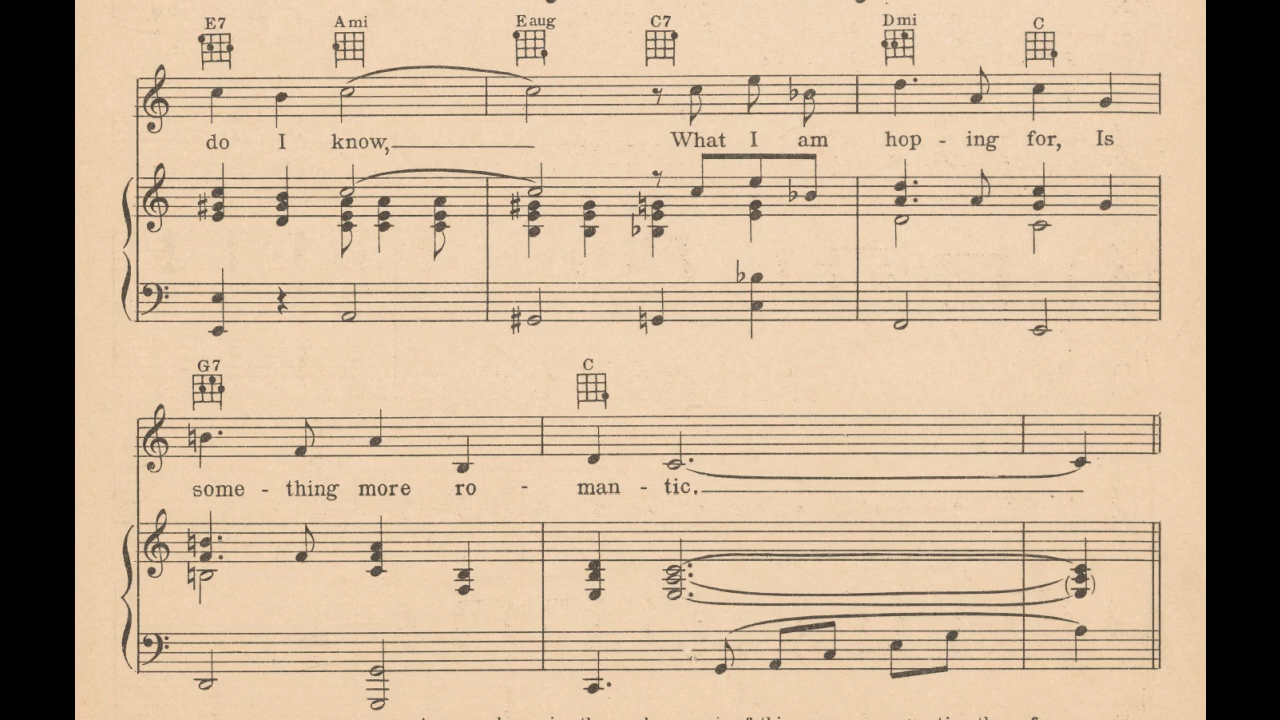 E7 Ami Eaug C7 Dmi C
do I know, What I am hop - ing for, Is
G7 C
some - thing more ro - man - tic.